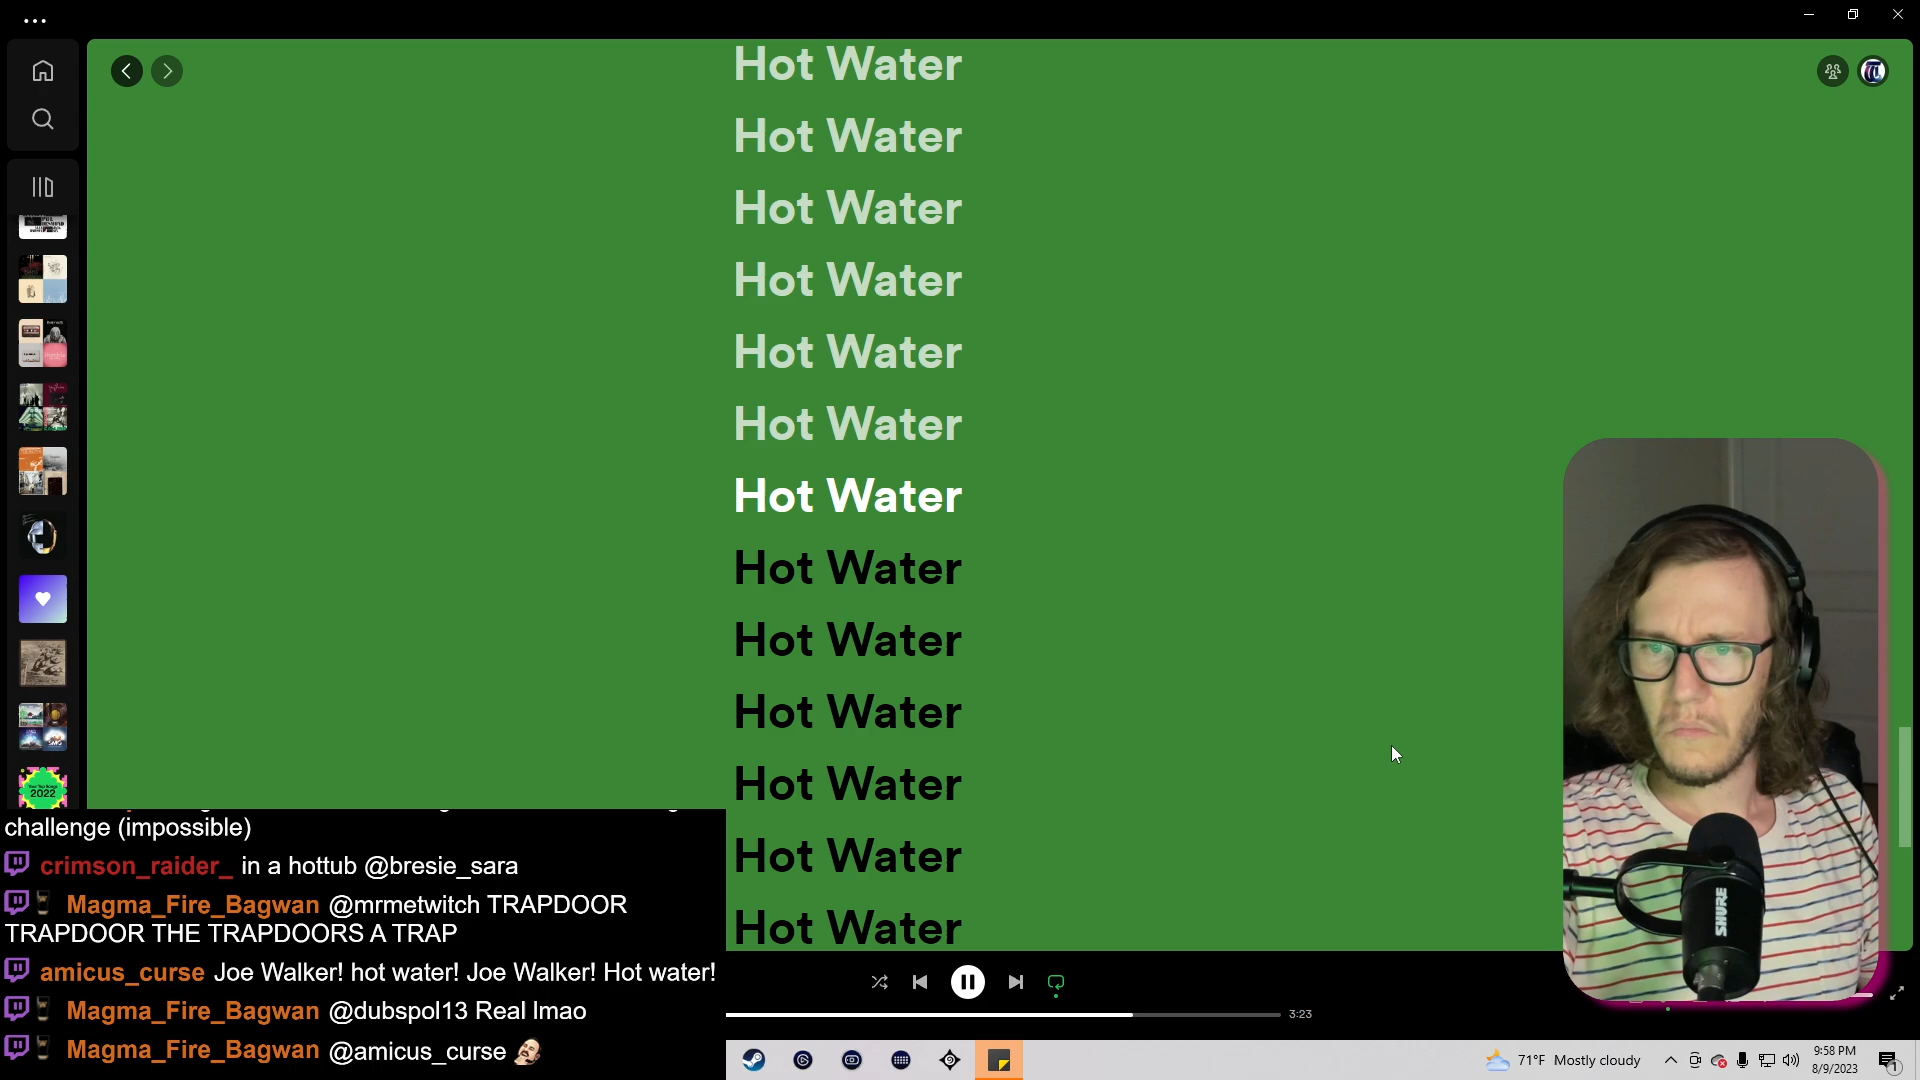 Hot Water
Hot Water
Hot Water
Hot Water
Hot Water
Hot Water
Hot Water
Hot Water
Hot Water
Hot Water
Hot Water
Hot Water
Hot Water
2022
challenge (impossible)
crimson_raider_ in a hottub @bresie_sara
Magma_Fire_Bagwan @mrmetwitch TRAPDOOR
TRAPDOOR THE TRAPDOORS A TRAP
amicus_curse Joe Walker! hot water! Joe Walker! Hot water!
Magma_Fire_Bagwan @dubspol13 Real lmao
Magma_Fire_Bagwan @amicus_curse
SHURE
3:23
71°F Mostly cloudy
9:58 PM
8/9/2023
1